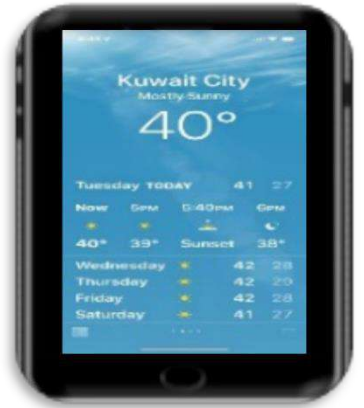 Kuwait City
Mostly Sunny
40°
Tuesday TODAY 41 27
Now 5PM 5:40PM 6PM
40° 39° Sunset 38°
Wednesday 42 28
Thursday 42 29
Friday 42 28
Saturday 41 27